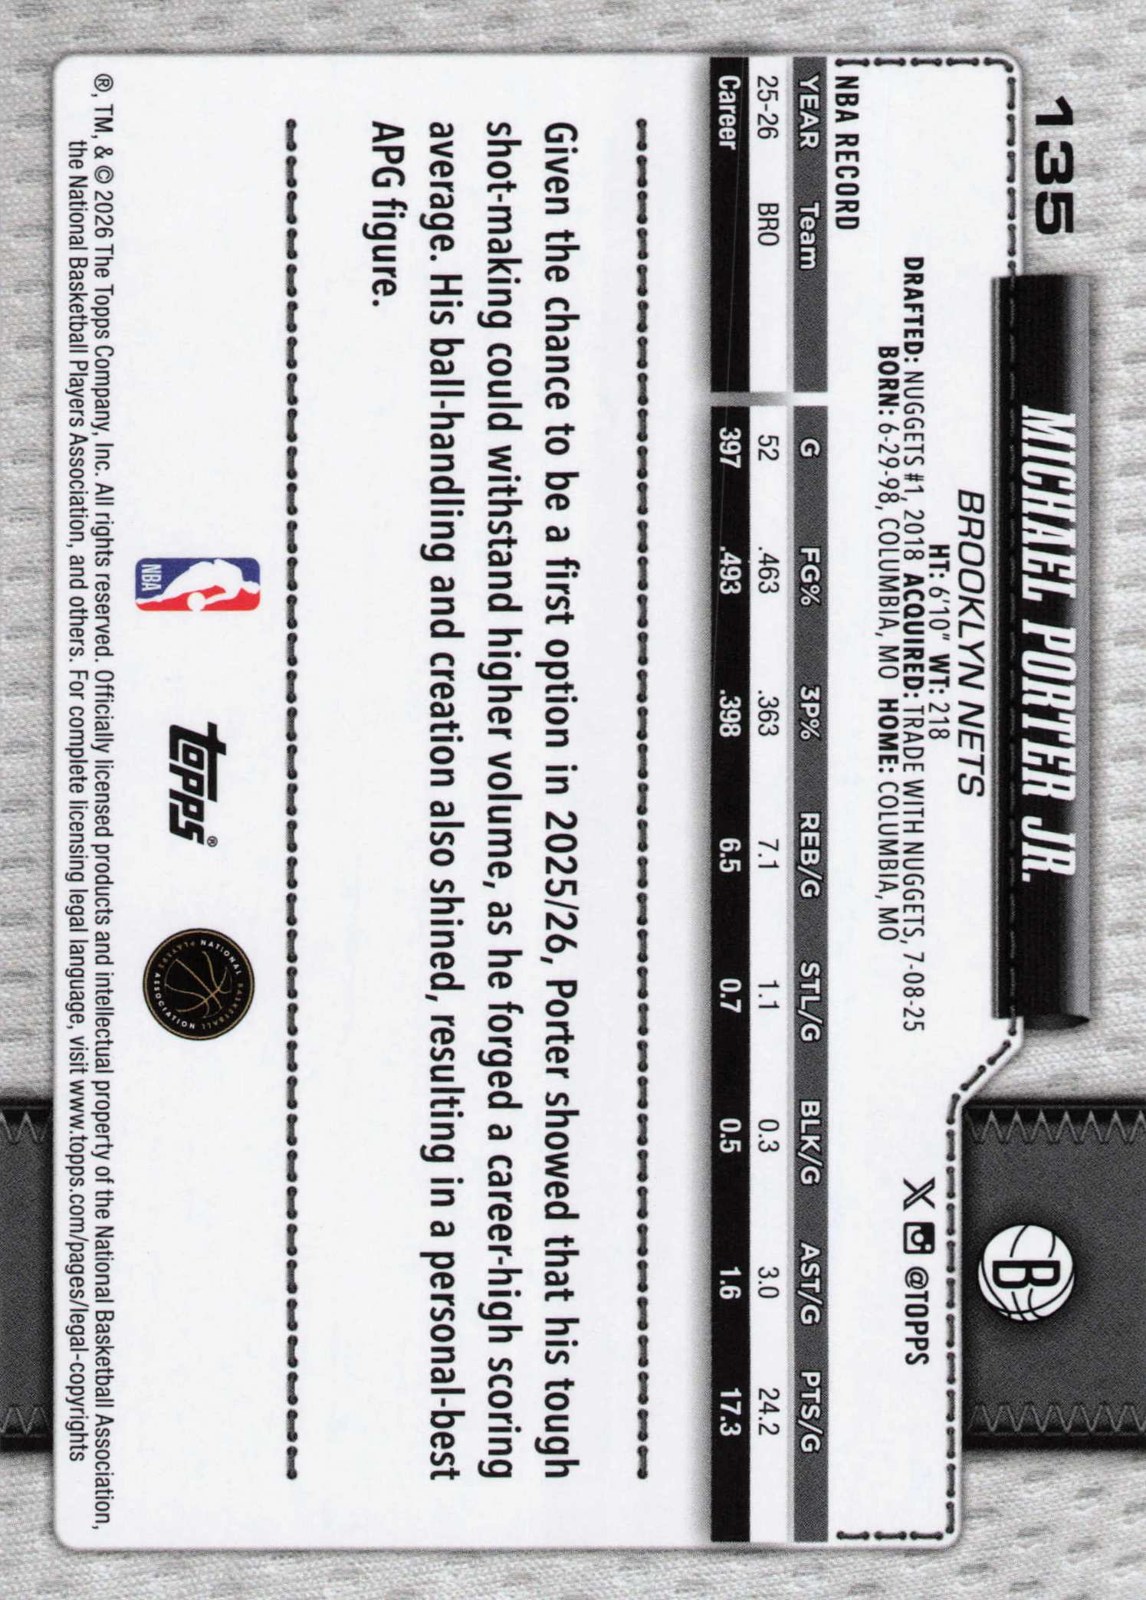 135
MICHAEL PORTER JR.
BROOKLYN NETS
HT: 6'10" WT: 218
DRAFTED: NUGGETS #1, 2018 ACQUIRED: TRADE WITH NUGGETS, 7-08-25
BORN: 6-29-98, COLUMBIA, MO HOME: COLUMBIA, MO
B
@TOPPS
NBA RECORD
YEAR Team G FG% 3P% REB/G STL/G BLK/G AST/G PTS/G
25-26 BRO 52 .463 .363 7.1 1.1 0.3 3.0 24.2
Career 397 .493 .398 6.5 0.7 0.5 1.6 17.3
Given the chance to be a first option in 2025/26, Porter showed that his tough
shot-making could withstand higher volume, as he forged a career-high scoring
average. His ball-handling and creation also shined, resulting in a personal-best
APG figure.
NBA
topps®
NATIONAL BASKETBALL PLAYERS ASSOCIATION
®, TM, & © 2026 The Topps Company, Inc. All rights reserved. Officially licensed products and intellectual property of the National Basketball Association,
the National Basketball Players Association, and others. For complete licensing legal language, visit www.topps.com/pages/legal-copyrights